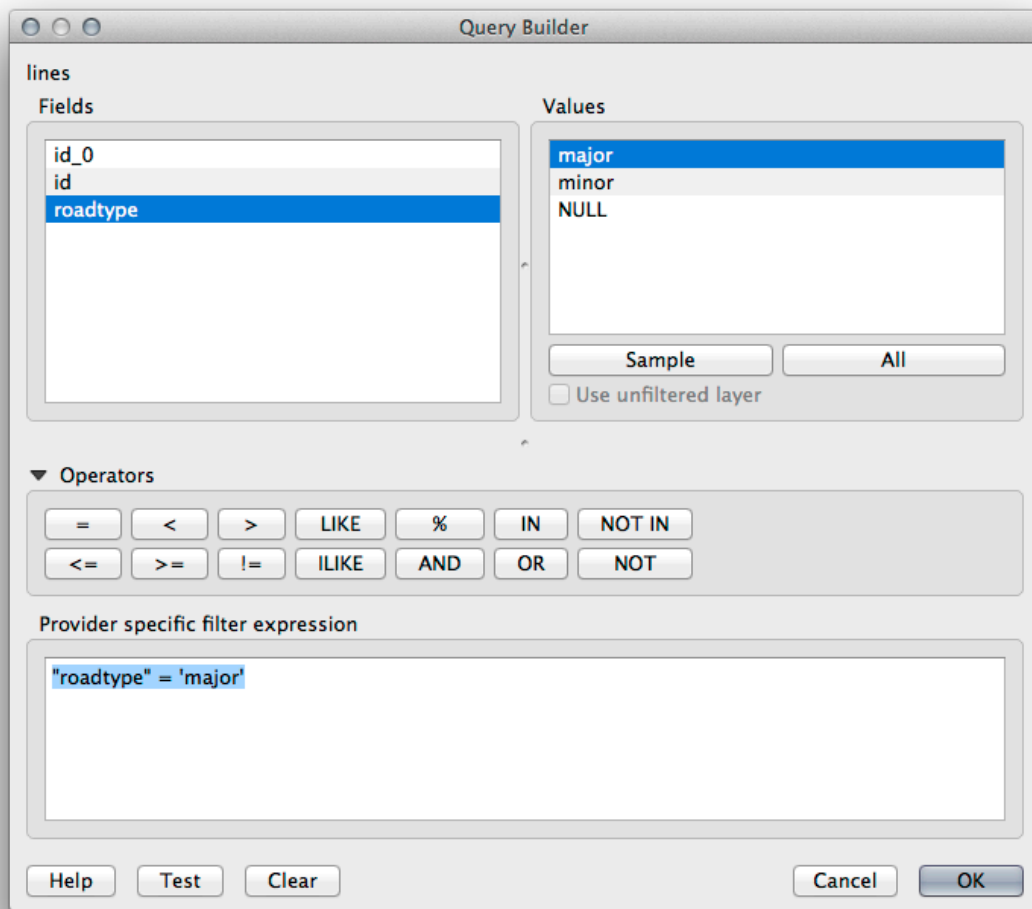 Query Builder
lines
Fields
id_0
id
roadtype
Values
major
minor
NULL
Sample
All
Use unfiltered layer
Operators
= < > LIKE % IN NOT IN
<= >= != ILIKE AND OR NOT
Provider specific filter expression
"roadtype" = 'major'
Help Test Clear Cancel OK